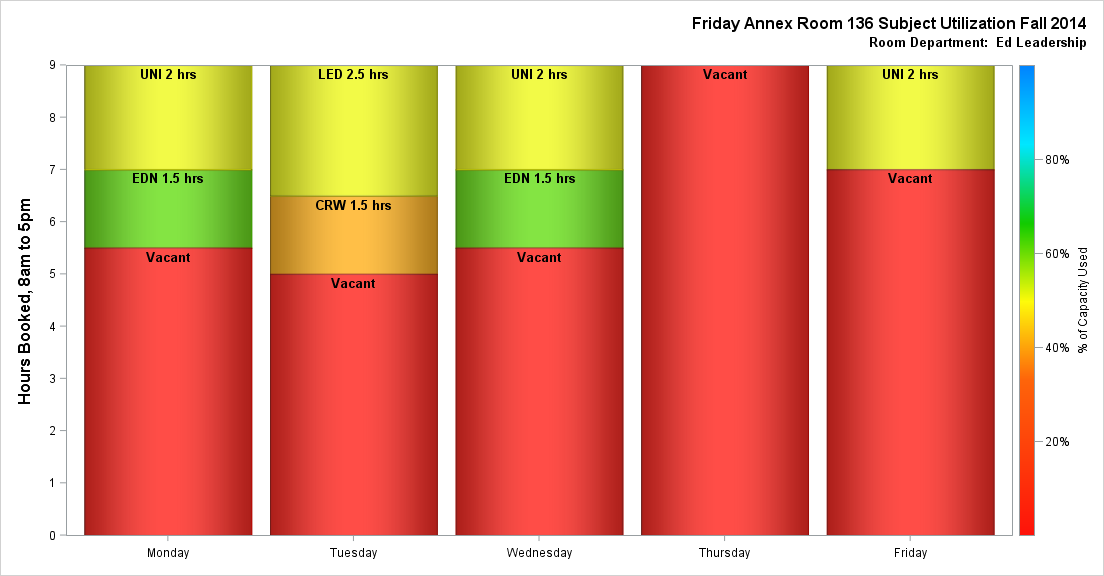 Friday Annex Room 136 Subject Utilization Fall 2014
Room Department:  Ed Leadership
Hours Booked, 8am to 5pm
9
8
7
6
5
4
3
2
1
0
UNI 2 hrs
EDN 1.5 hrs
Vacant
LED 2.5 hrs
CRW 1.5 hrs
Vacant
UNI 2 hrs
EDN 1.5 hrs
Vacant
Vacant
UNI 2 hrs
Vacant
Monday
Tuesday
Wednesday
Thursday
Friday
80%
60%
40%
20%
% of Capacity Used